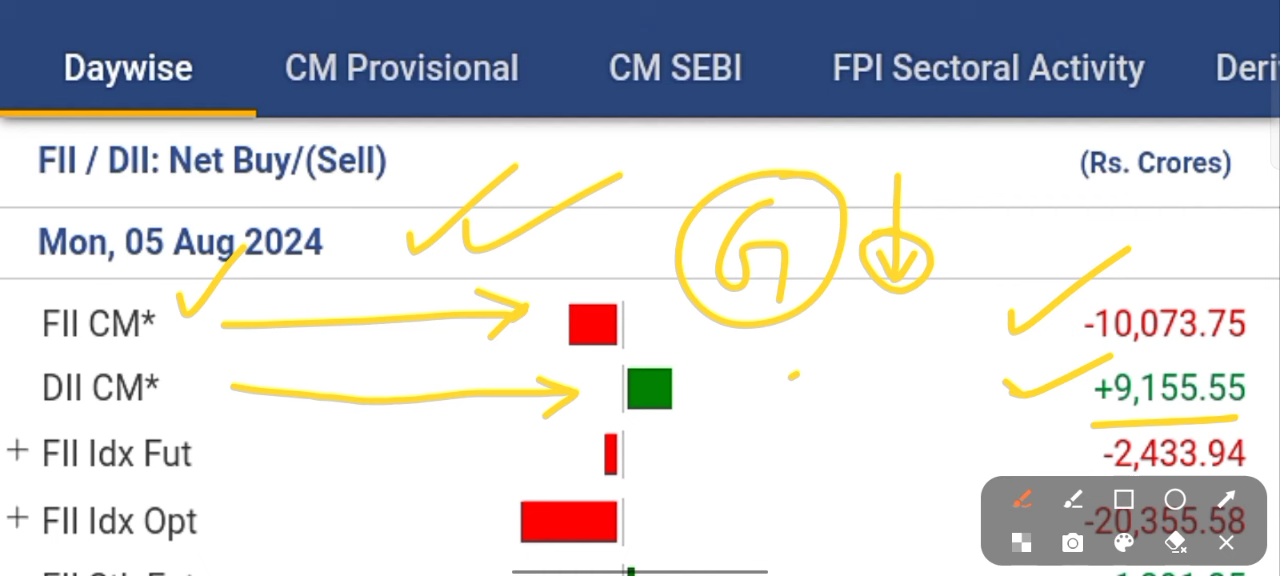 Daywise CM Provisional CM SEBI FPI Sectoral Activity Deri
FII / DII: Net Buy/(Sell) (Rs. Crores)
Mon, 05 Aug 2024
FII CM* -10,073.75
DII CM* +9,155.55
+ FII Idx Fut -2,433.94
+ FII Idx Opt -20,355.58